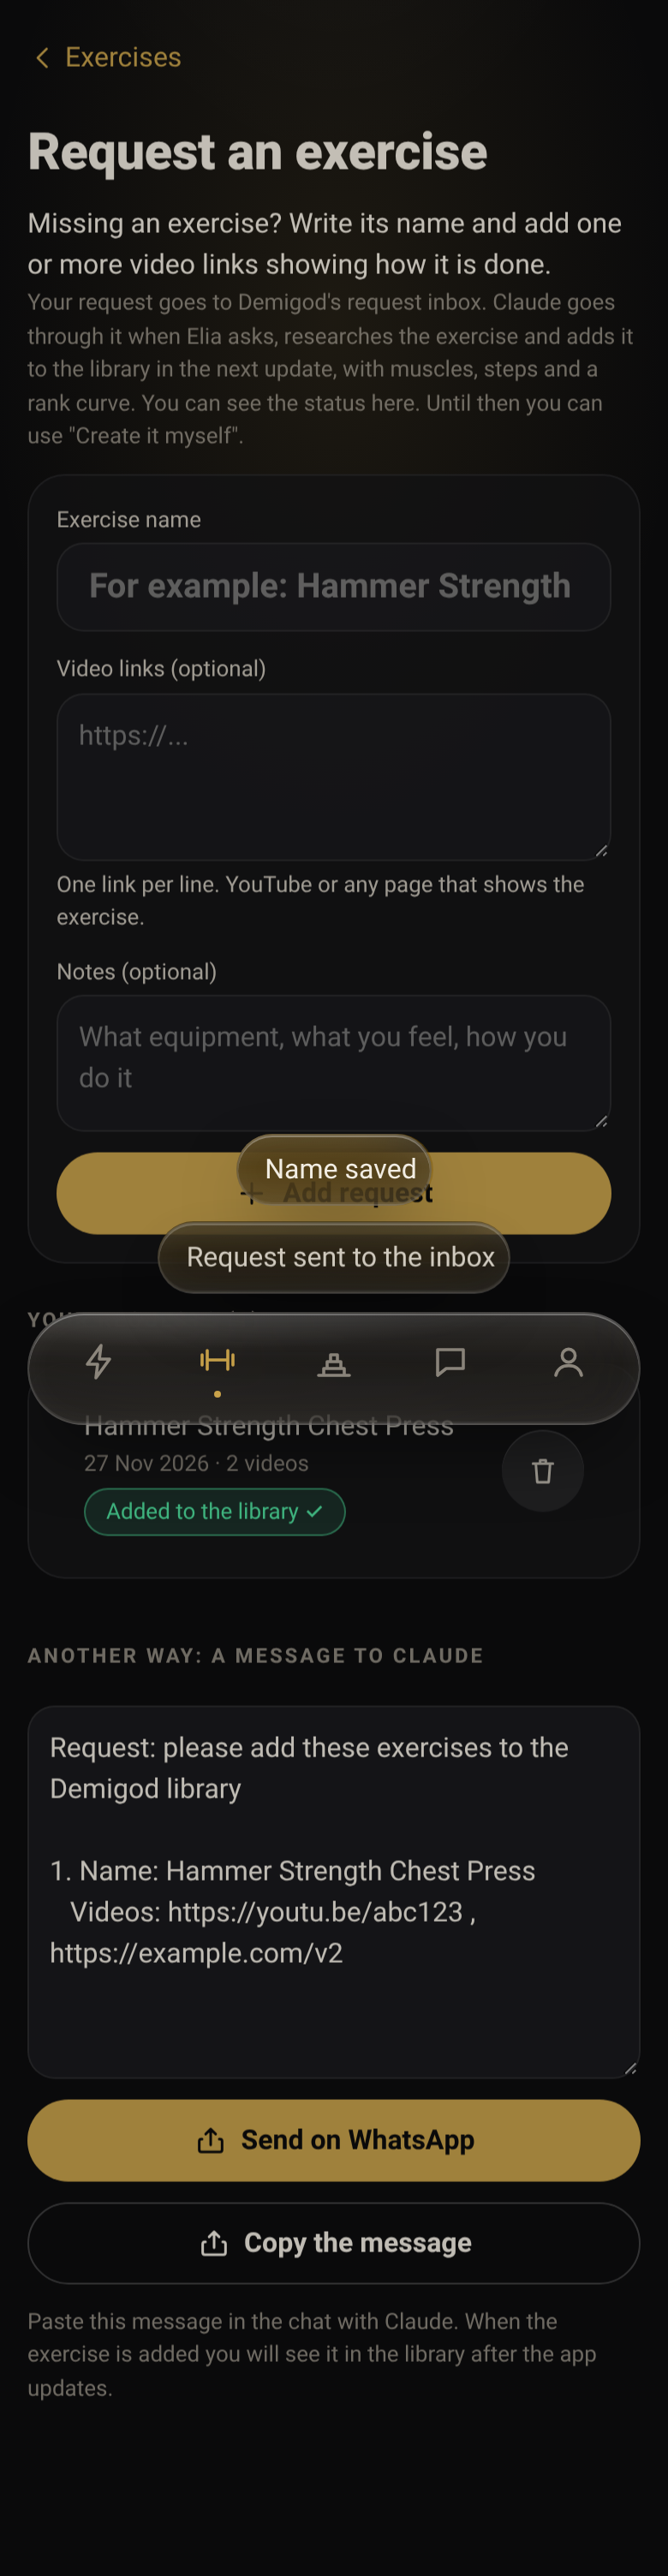 Exercises
Request an exercise
Missing an exercise? Write its name and add one
or more video links showing how it is done.
Your request goes to Demigod's request inbox. Claude goes
through it when Elia asks, researches the exercise and adds it
to the library in the next update, with muscles, steps and a
rank curve. You can see the status here. Until then you can
use "Create it myself".
Exercise name
For example: Hammer Strength
Video links (optional)
https://...
One link per line. YouTube or any page that shows the
exercise.
Notes (optional)
What equipment, what you feel, how you
do it
Name saved
Add request
Request sent to the inbox
Hammer Strength Chest Press
27 Nov 2026 · 2 videos
Added to the library ✓
ANOTHER WAY: A MESSAGE TO CLAUDE
Request: please add these exercises to the
Demigod library
1. Name: Hammer Strength Chest Press
Videos: https://youtu.be/abc123 ,
https://example.com/v2
Send on WhatsApp
Copy the message
Paste this message in the chat with Claude. When the
exercise is added you will see it in the library after the app
updates.